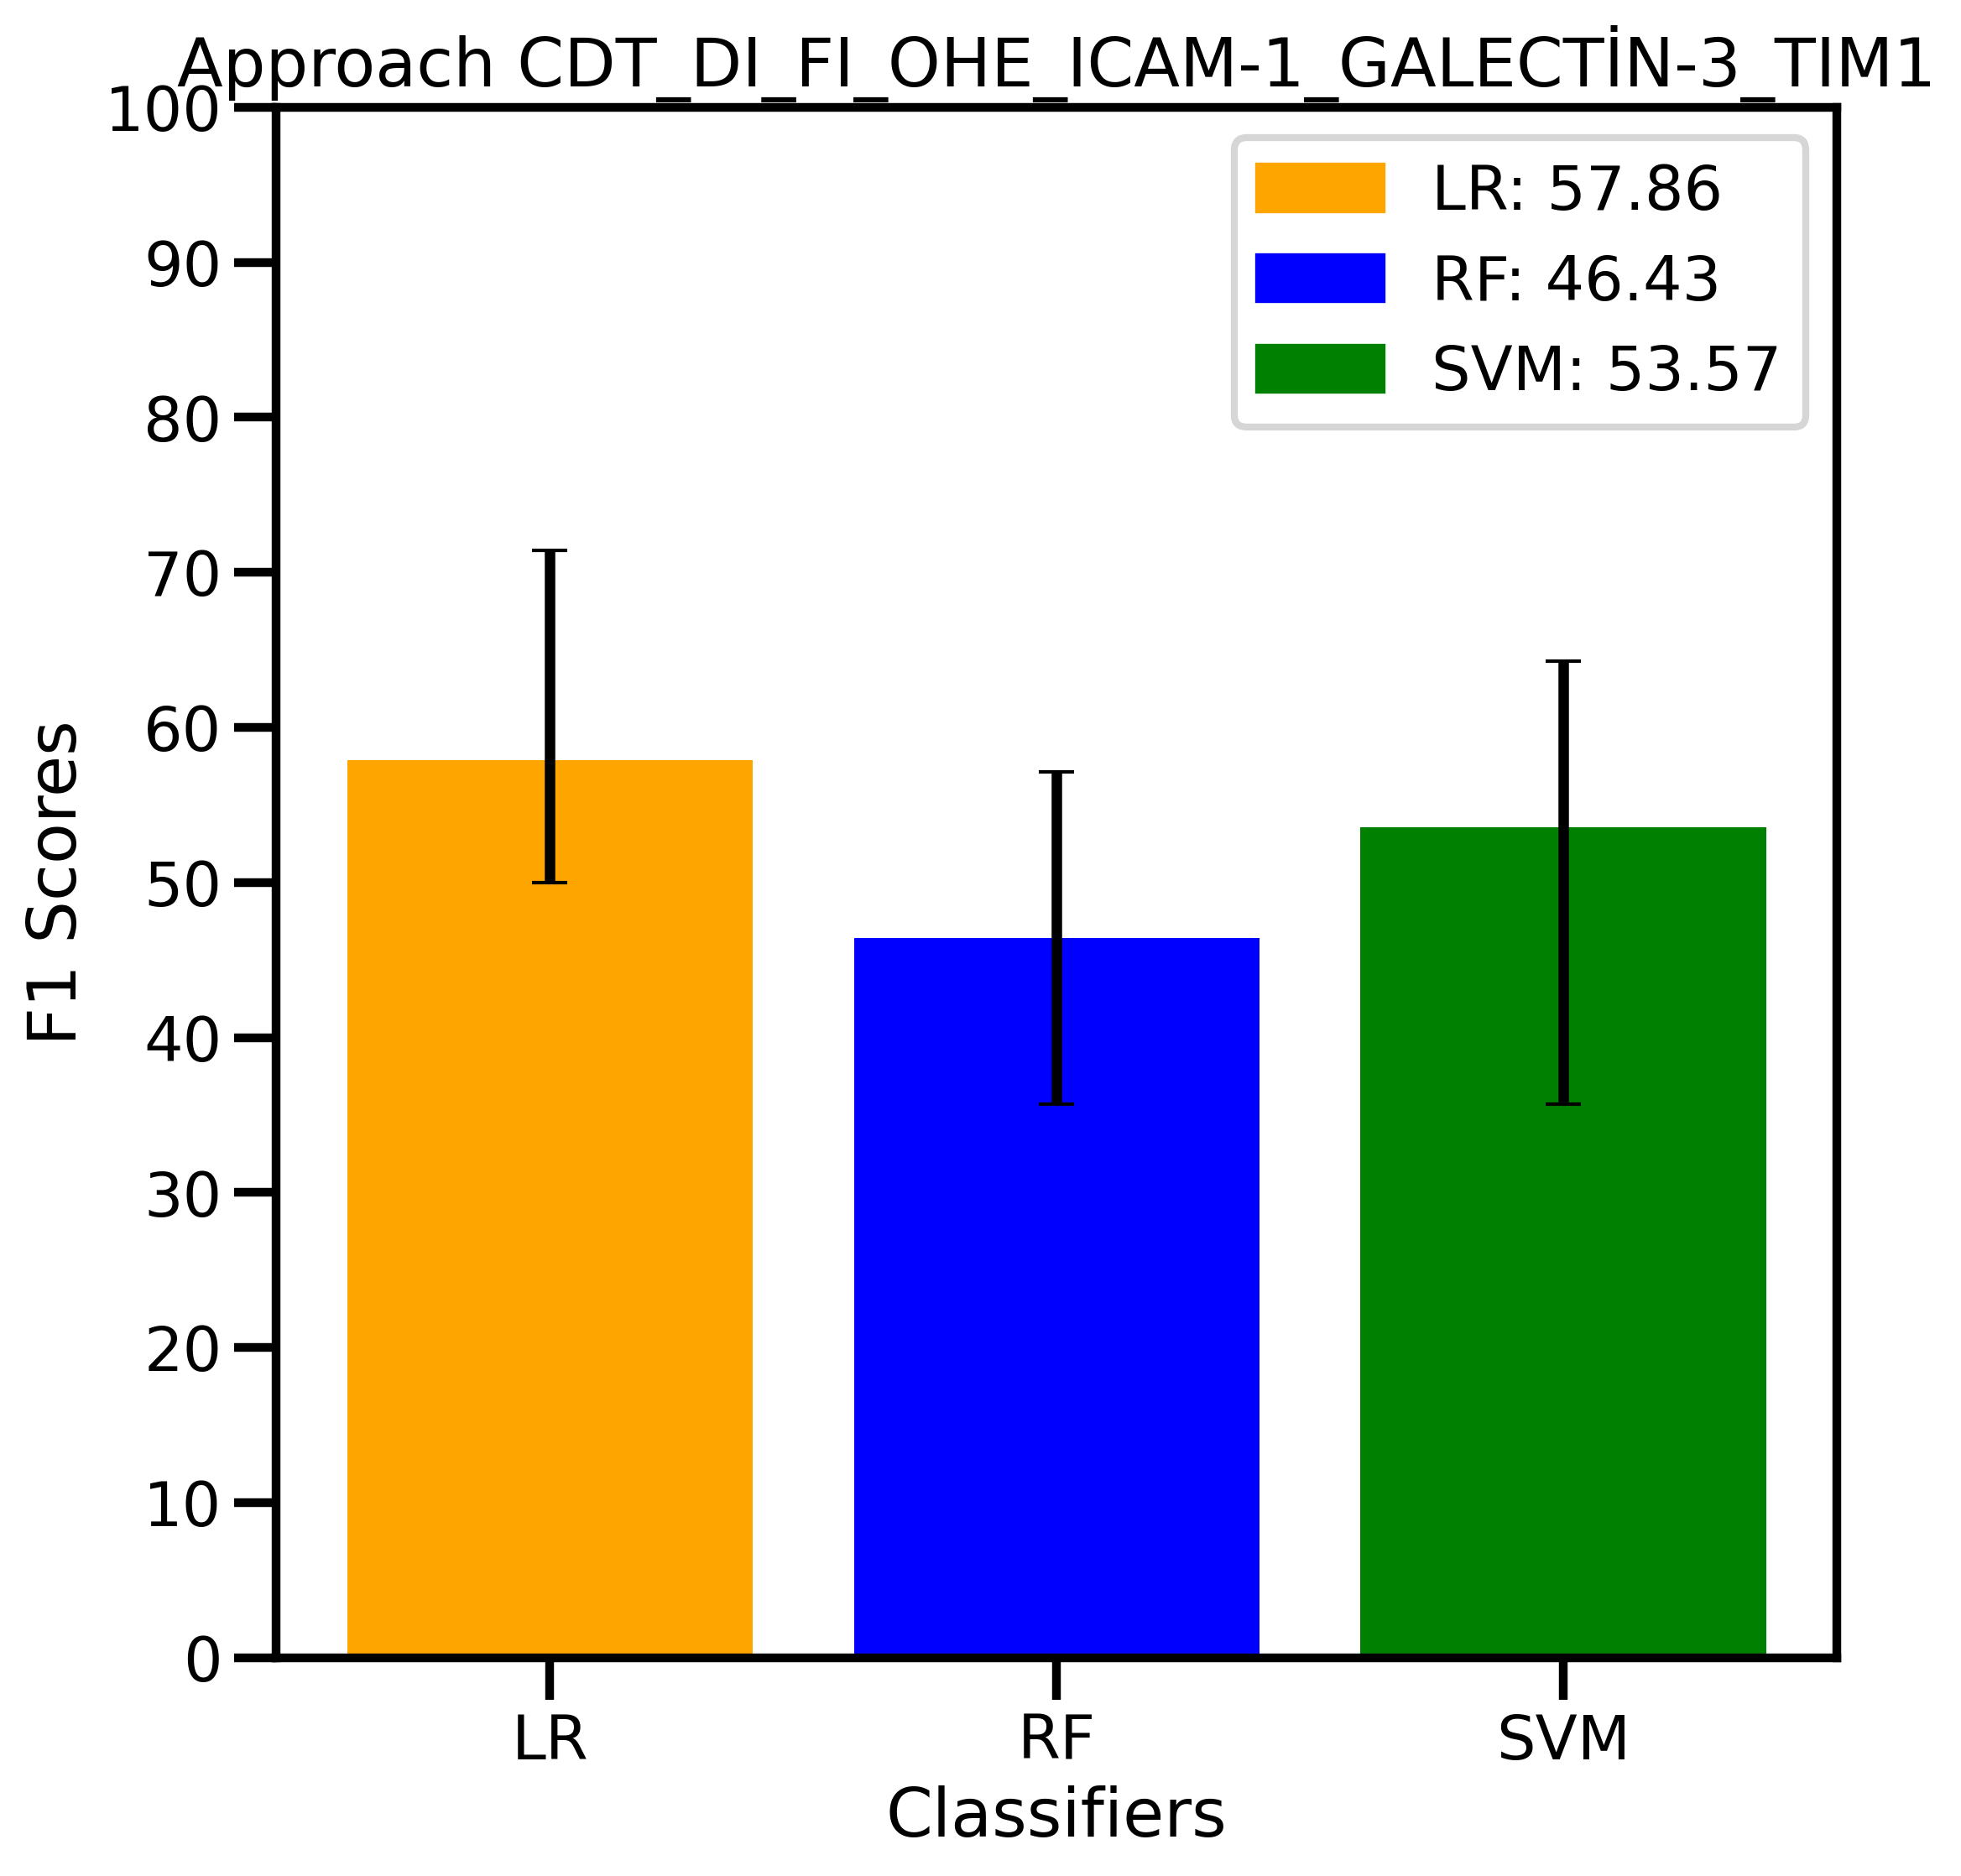 Approach CDT_DI_FI_OHE_ICAM-1_GALECTİN-3_TIM1
100
90
80
70
60
50
40
30
20
10
0
F1 Scores
LR: 57.86
RF: 46.43
SVM: 53.57
LR
RF
SVM
Classifiers